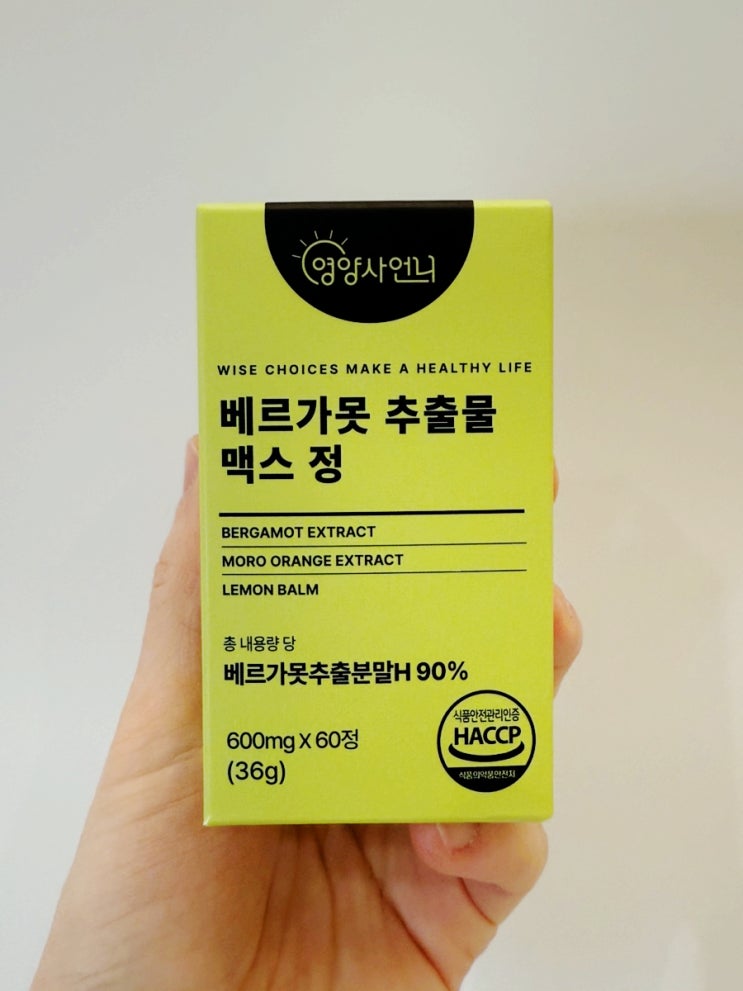 영양사언니
WISE CHOICES MAKE A HEALTHY LIFE
베르가못 추출물
맥스 정
BERGAMOT EXTRACT
MORO ORANGE EXTRACT
LEMON BALM
총 내용량 당
베르가못추출분말H 90%
600mg X 60정
(36g)
식품안전관리인증
HACCP
식품의약품안전처